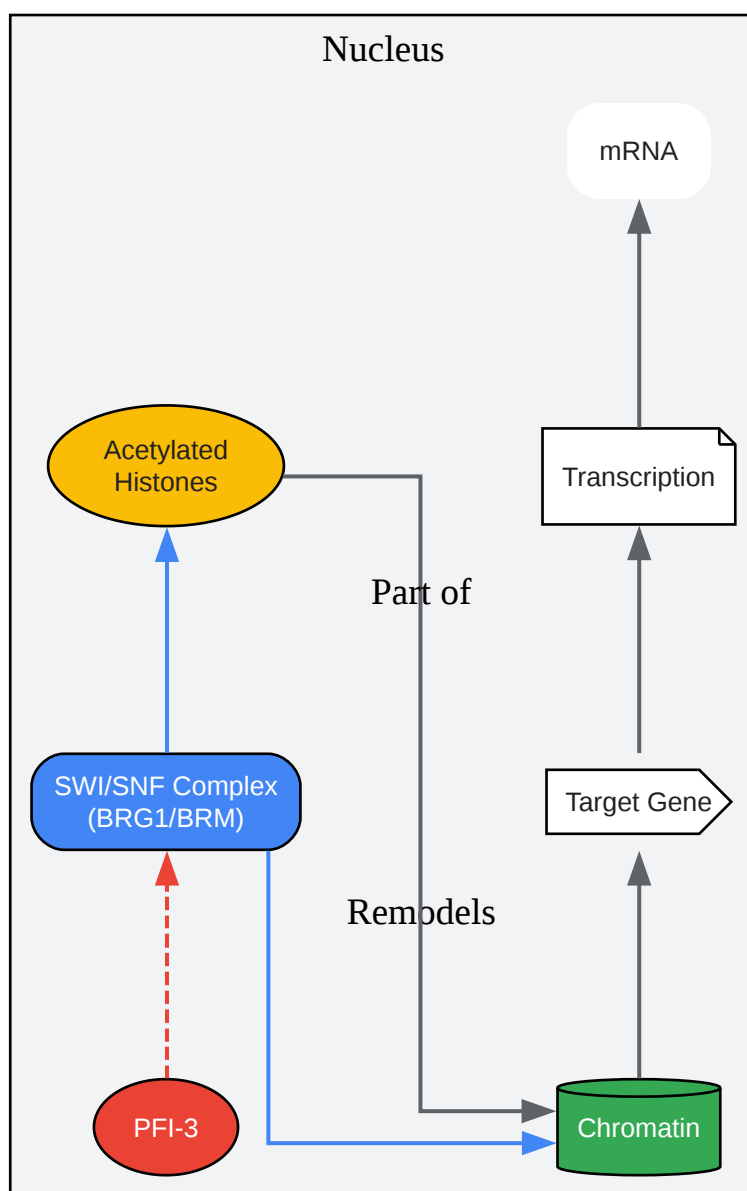 Nucleus
mRNA
Acetylated
Histones
Transcription
Part of
SWI/SNF Complex
(BRG1/BRM)
Target Gene
Remodels
PFI-3
Chromatin